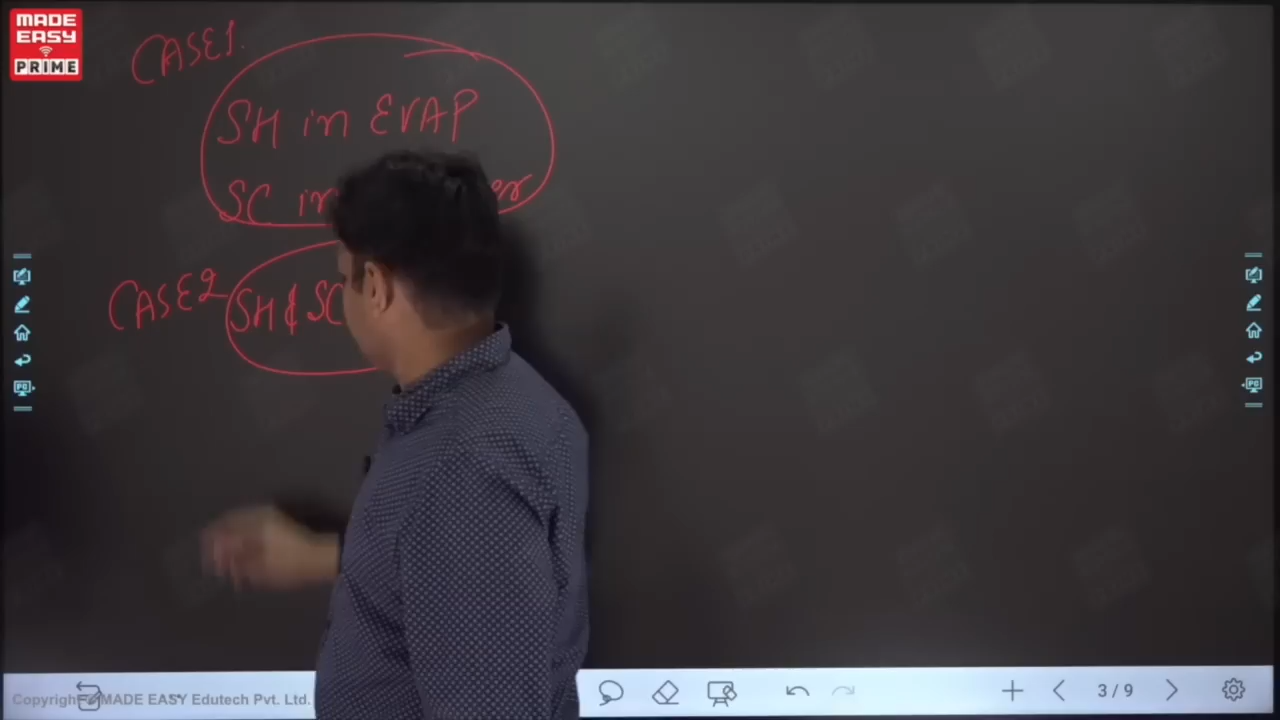 MADE
EASY
PRIME
CASE1.
SH in EVAP
SC in
CASE2 SH & SC
Copyright © MADE EASY Edutech Pvt. Ltd.
3 / 9